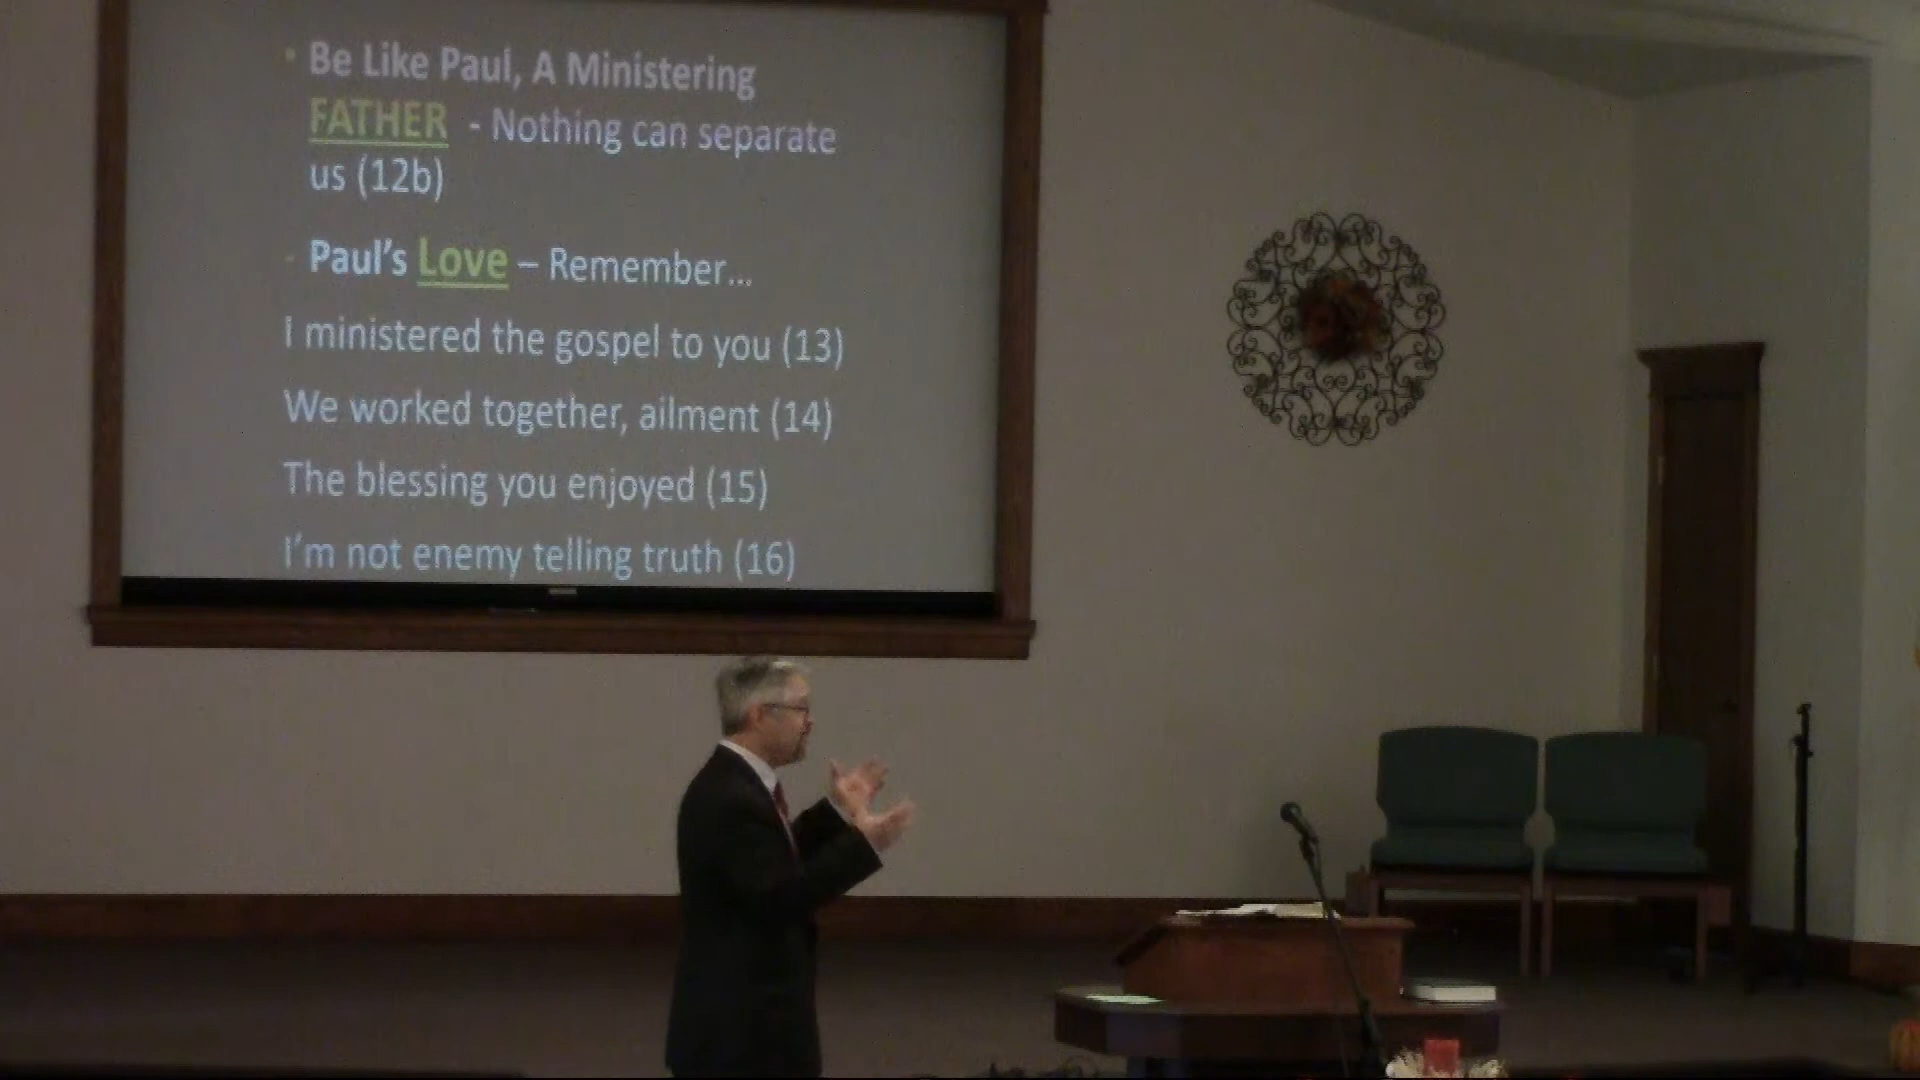 • Be Like Paul, A Ministering
FATHER - Nothing can separate
us (12b)
- Paul's Love – Remember...
I ministered the gospel to you (13)
We worked together, ailment (14)
The blessing you enjoyed (15)
I'm not enemy telling truth (16)